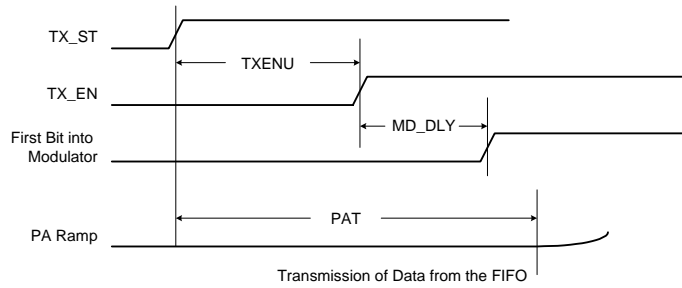 TX_ST
TXENU
TX_EN
MD_DLY
First Bit into
Modulator
PAT
PA Ramp
Transmission of Data from the FIFO